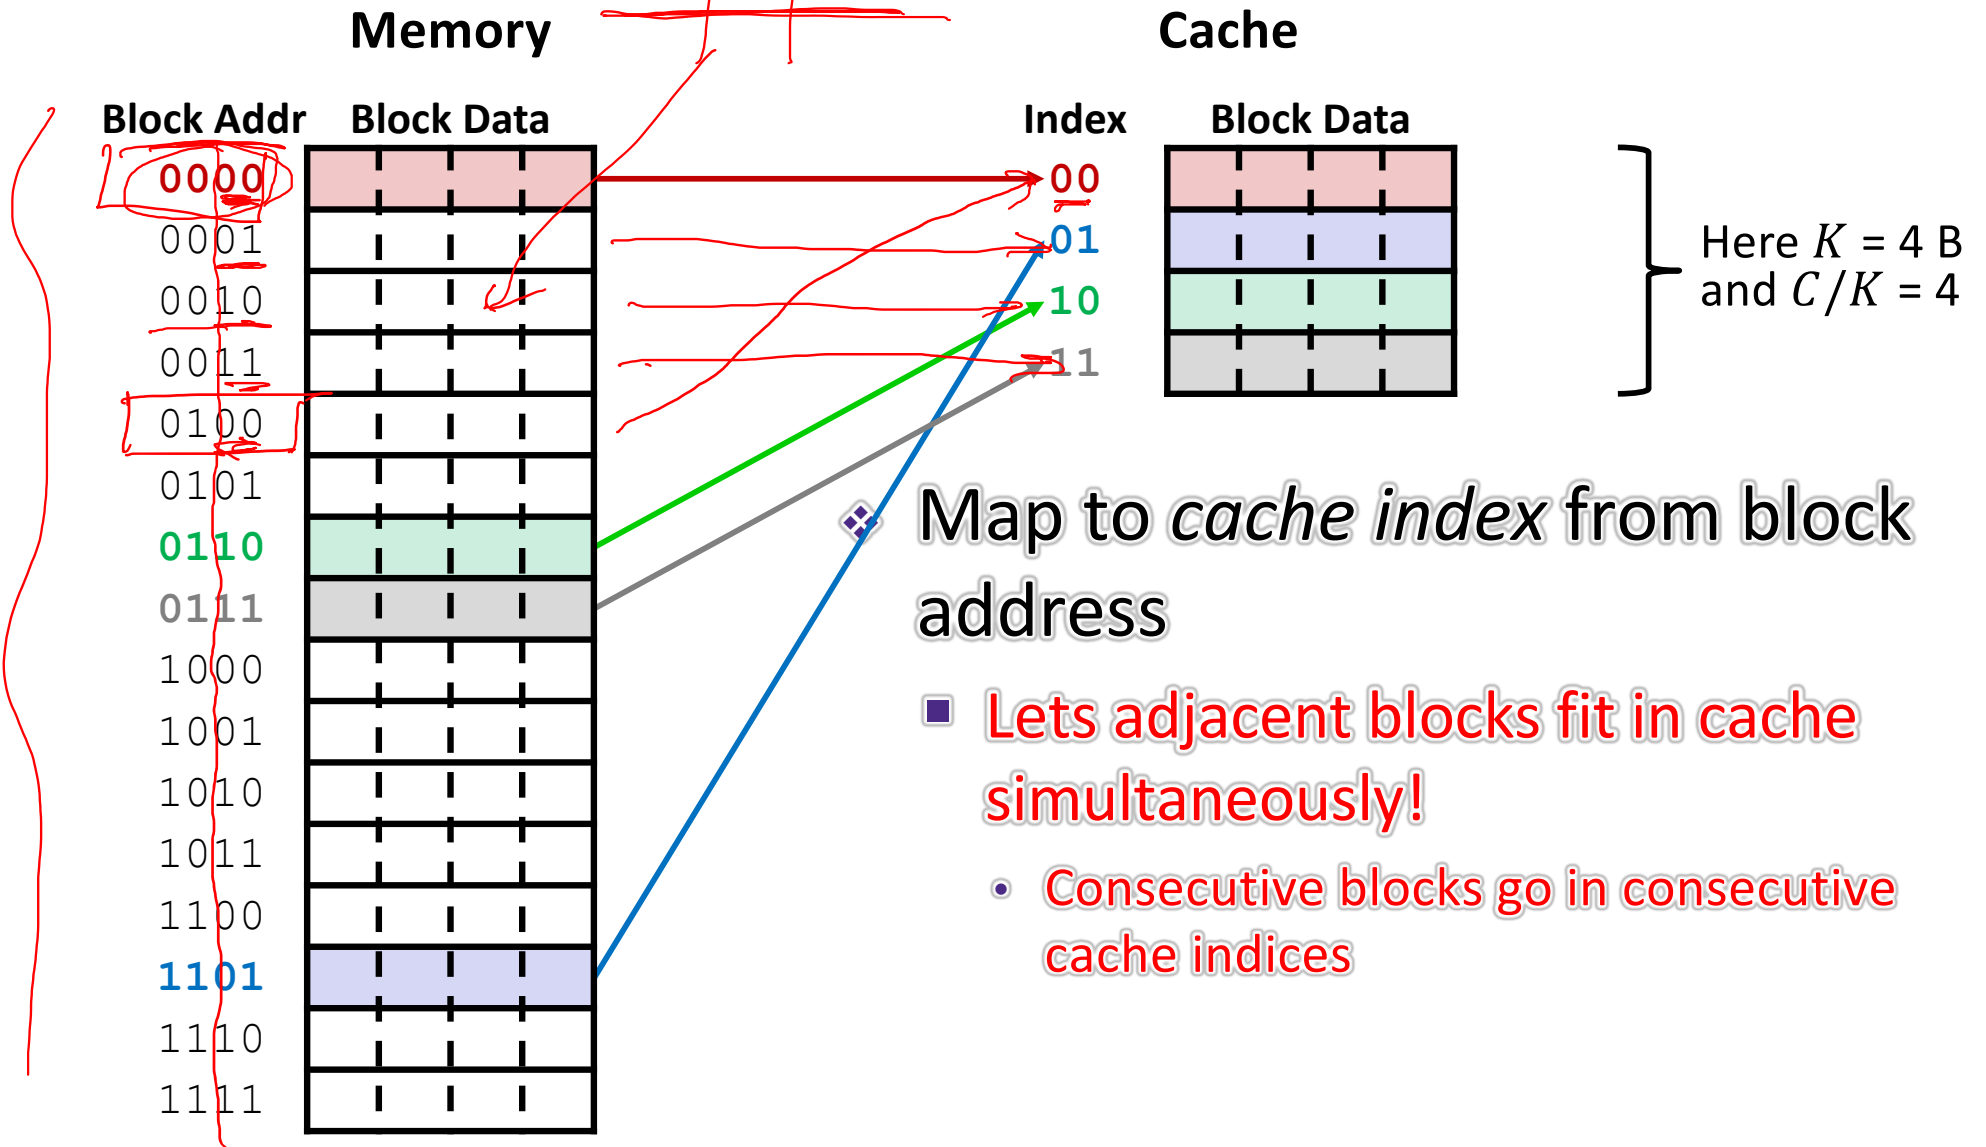 Memory
Cache
Block Addr Block Data
Index Block Data
0000
0001
0010
0011
0100
0101
0110
0111
1000
1001
1010
1011
1100
1101
1110
1111
00
01
10
11
Here K = 4 B
and C/K = 4
Map to cache index from block
address
Lets adjacent blocks fit in cache
simultaneously!
Consecutive blocks go in consecutive
cache indices